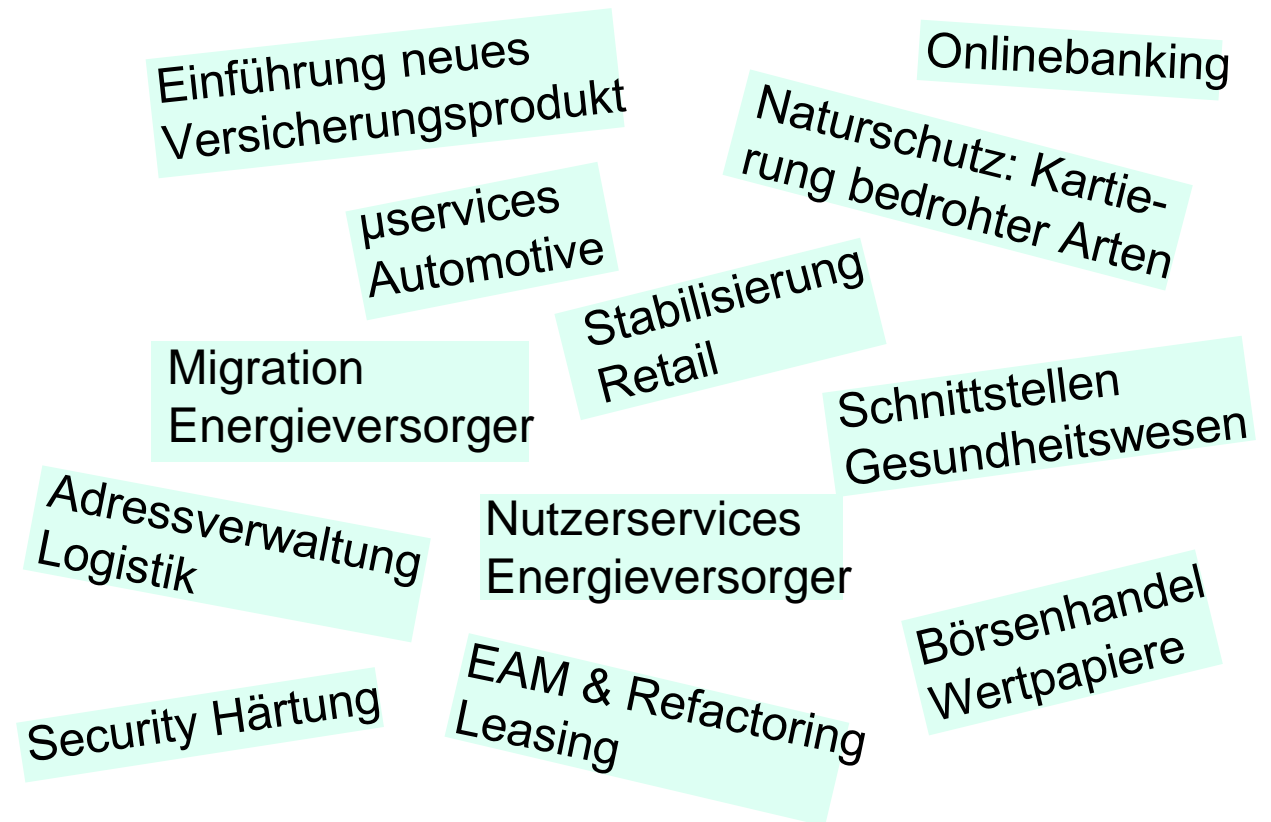 Einführung neues
Versicherungsprodukt
Onlinebanking
Naturschutz: Kartie-
rung bedrohter Arten
µservices
Automotive
Stabilisierung
Retail
Migration
Energieversorger
Schnittstellen
Gesundheitswesen
Adressverwaltung
Logistik
Nutzerservices
Energieversorger
Börsenhandel
Wertpapiere
Security Härtung
EAM & Refactoring
Leasing